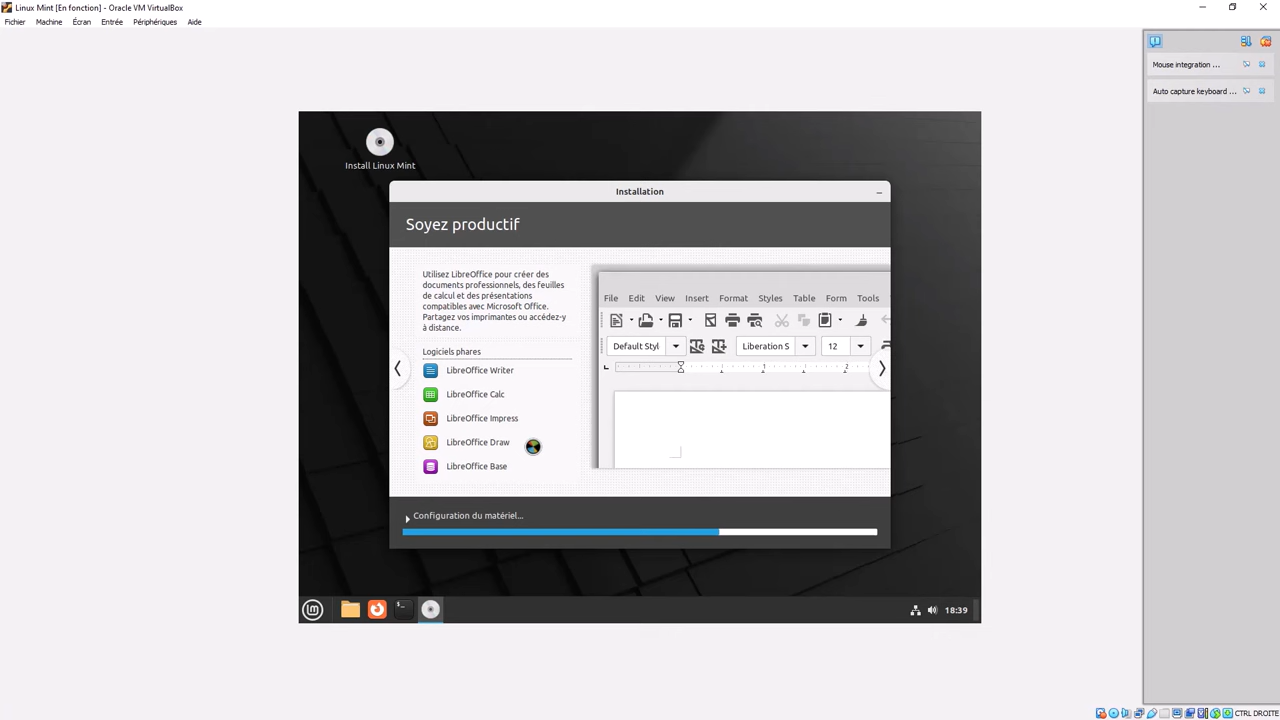 Linux Mint [En fonction] - Oracle VM VirtualBox
Fichier Machine Écran Entrée Périphériques Aide
Mouse integration ...
Auto capture keyboard ...
Install Linux Mint
Installation
Soyez productif
Utilisez LibreOffice pour créer des
documents professionnels, des feuilles
de calcul et des présentations
compatibles avec Microsoft Office.
Partagez vos imprimantes ou accédez-y
à distance.
Logiciels phares
LibreOffice Writer
LibreOffice Calc
LibreOffice Impress
LibreOffice Draw
LibreOffice Base
File Edit View Insert Format Styles Table Form Tools
Default Styl Liberation S 12
1 2
Configuration du matériel...
lm $_ 18:39
CTRL DROITE